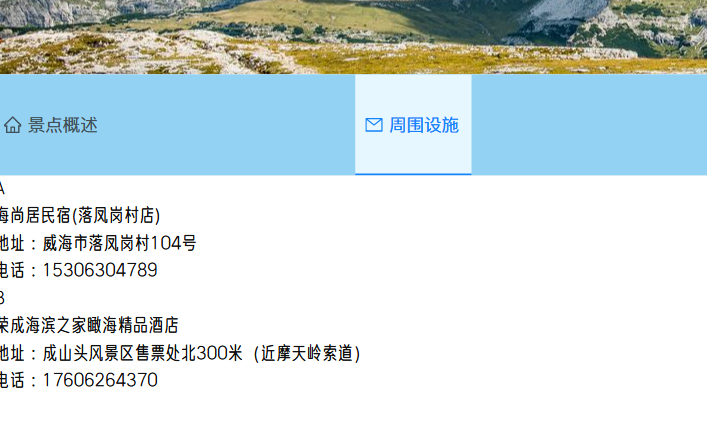 景点概述
周围设施
A
海尚居民宿(落凤岗村店)
地址：威海市落凤岗村104号
电话：15306304789
B
荣成海滨之家瞰海精品酒店
地址：成山头风景区售票处北300米（近摩天岭索道）
电话：17606264370